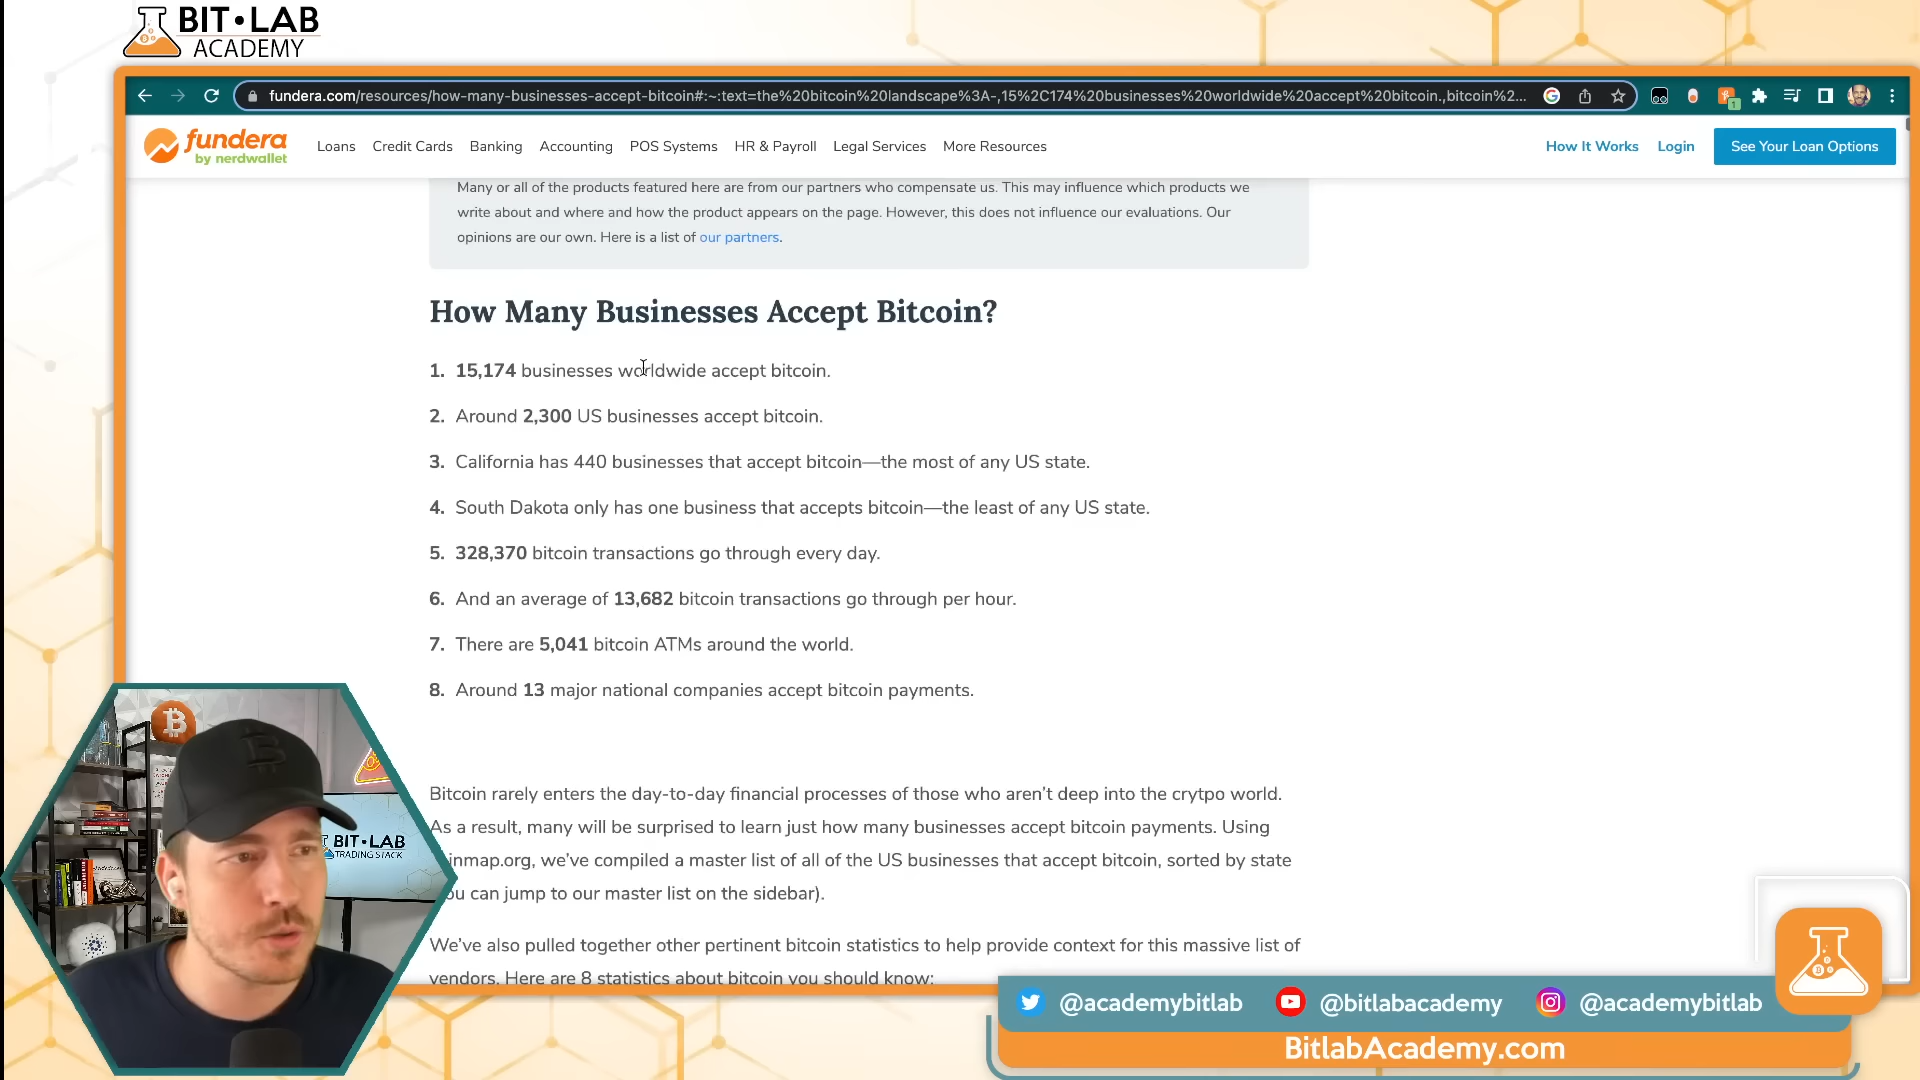 BIT•LAB
ACADEMY
fundera.com/resources/how-many-businesses-accept-bitcoin#:~:text=the%20bitcoin%20landscape%3A-,15%2C174%20businesses%20worldwide%20accept%20bitcoin.,bitcoin%2...
1
fundera
by nerdwallet
Loans Credit Cards Banking Accounting POS Systems HR & Payroll Legal Services More Resources
How It Works Login See Your Loan Options
Many or all of the products featured here are from our partners who compensate us. This may influence which products we
write about and where and how the product appears on the page. However, this does not influence our evaluations. Our
opinions are our own. Here is a list of our partners.
How Many Businesses Accept Bitcoin?
1. 15,174 businesses worldwide accept bitcoin.
2. Around 2,300 US businesses accept bitcoin.
3. California has 440 businesses that accept bitcoin—the most of any US state.
4. South Dakota only has one business that accepts bitcoin—the least of any US state.
5. 328,370 bitcoin transactions go through every day.
6. And an average of 13,682 bitcoin transactions go through per hour.
7. There are 5,041 bitcoin ATMs around the world.
8. Around 13 major national companies accept bitcoin payments.
Bitcoin rarely enters the day-to-day financial processes of those who aren’t deep into the crytpo world.
As a result, many will be surprised to learn just how many businesses accept bitcoin payments. Using
inmap.org, we’ve compiled a master list of all of the US businesses that accept bitcoin, sorted by state
ou can jump to our master list on the sidebar).
We’ve also pulled together other pertinent bitcoin statistics to help provide context for this massive list of
vendors. Here are 8 statistics about bitcoin you should know:
BIT•LAB
TRADING STACK
@academybitlab @bitlabacademy @academybitlab
BitlabAcademy.com